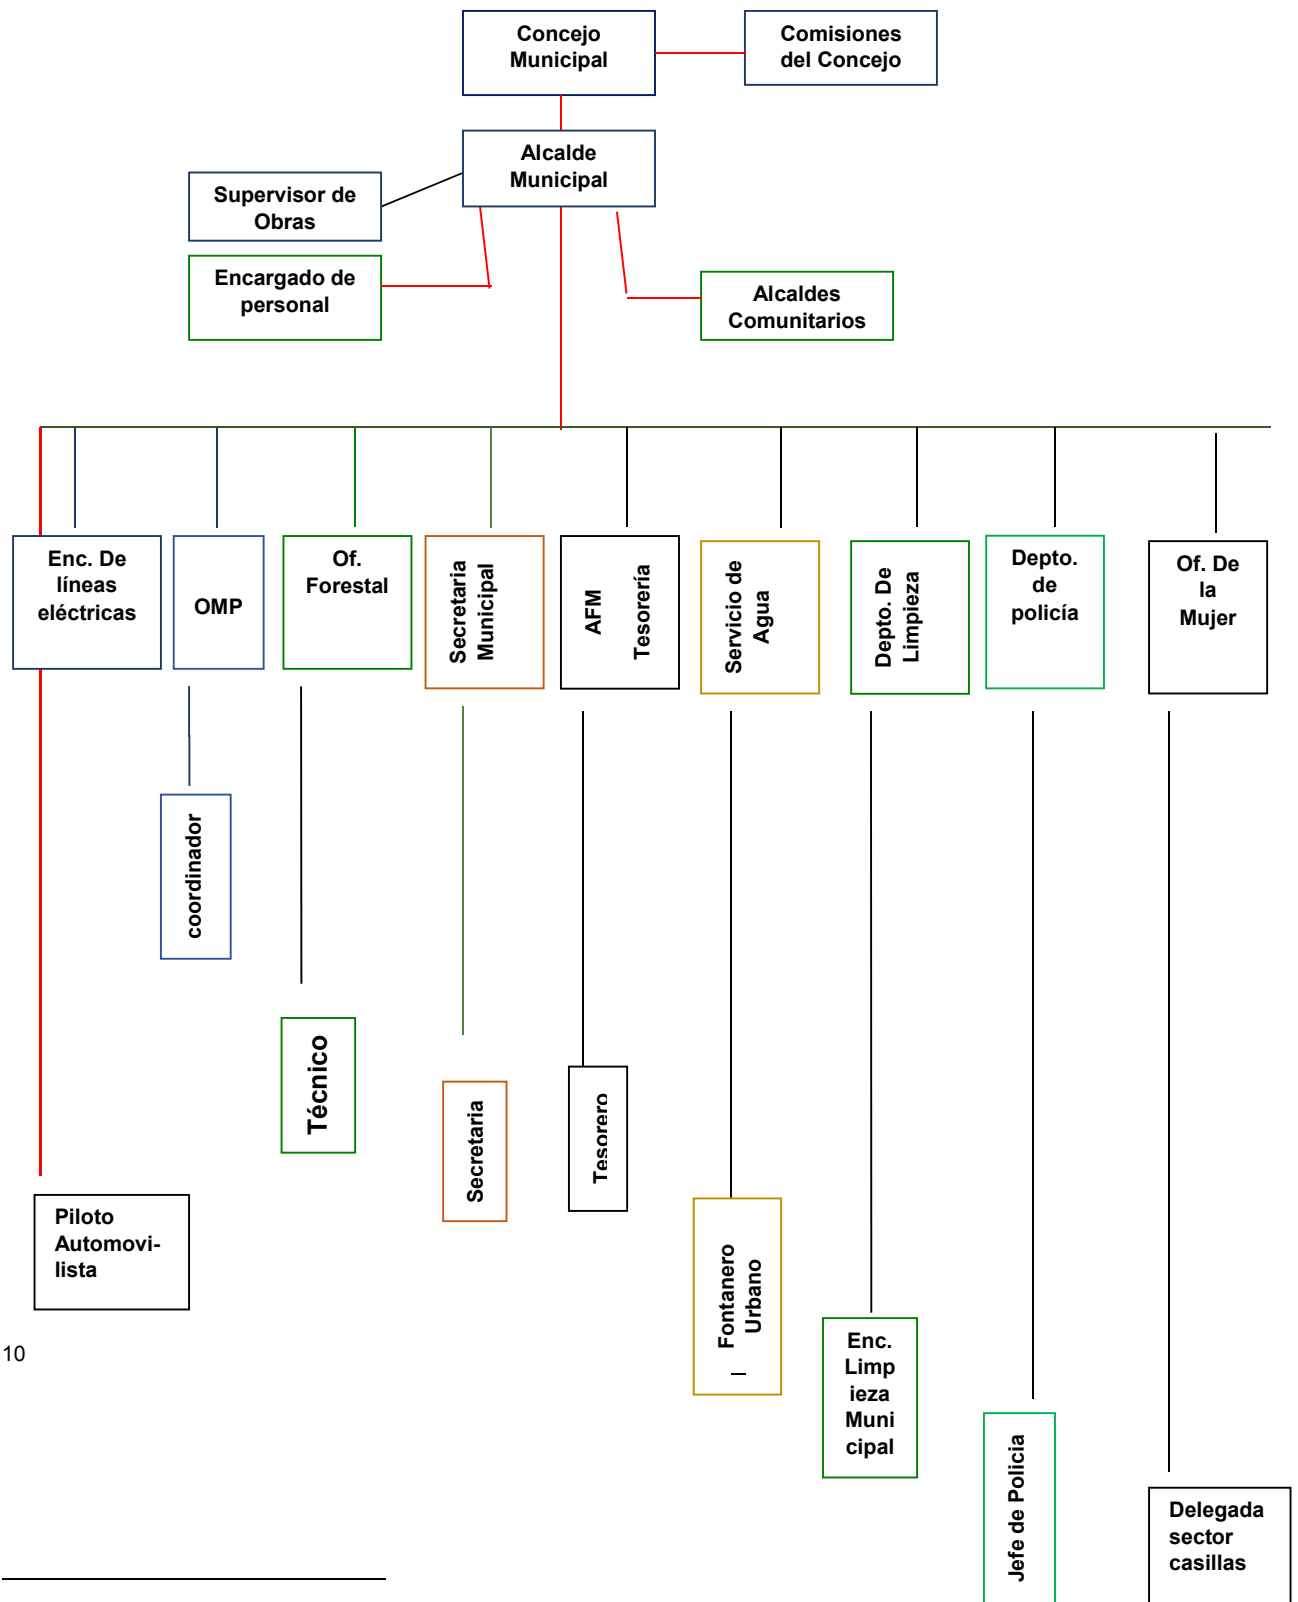 Concejo
Municipal
Comisiones
del Concejo
Alcalde
Municipal
Supervisor de
Obras
Encargado de
personal
Alcaldes
Comunitarios
Enc. De
líneas
eléctricas
OMP
Of.
Forestal
Secretaria
Municipal
AFM
Tesorería
Servicio de
Agua
Depto. De
Limpieza
Depto.
de
policía
Of. De
la
Mujer
coordinador
Técnico
Secretaria
Tesorero
Piloto
Automovi-
lista
Fontanero
Urbano
Enc.
Limp
ieza
Muni
cipal
10
Jefe de Policia
Delegada
sector
casillas